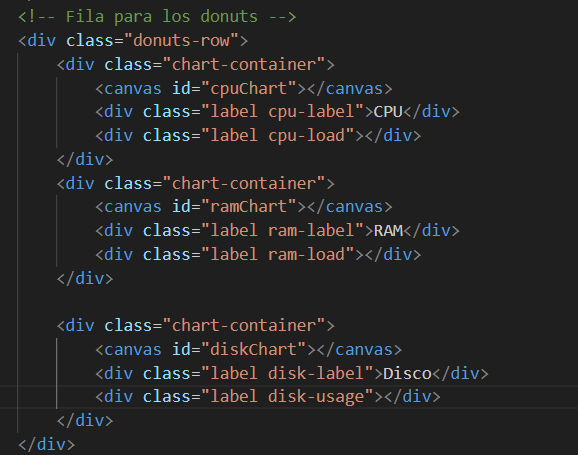 <!-- Fila para los donuts -->
<div class="donuts-row">
    <div class="chart-container">
        <canvas id="cpuChart"></canvas>
        <div class="label cpu-label">CPU</div>
        <div class="label cpu-load"></div>
    </div>
    <div class="chart-container">
        <canvas id="ramChart"></canvas>
        <div class="label ram-label">RAM</div>
        <div class="label ram-load"></div>
    </div>

    <div class="chart-container">
        <canvas id="diskChart"></canvas>
        <div class="label disk-label">Disco</div>
        <div class="label disk-usage"></div>
    </div>
</div>